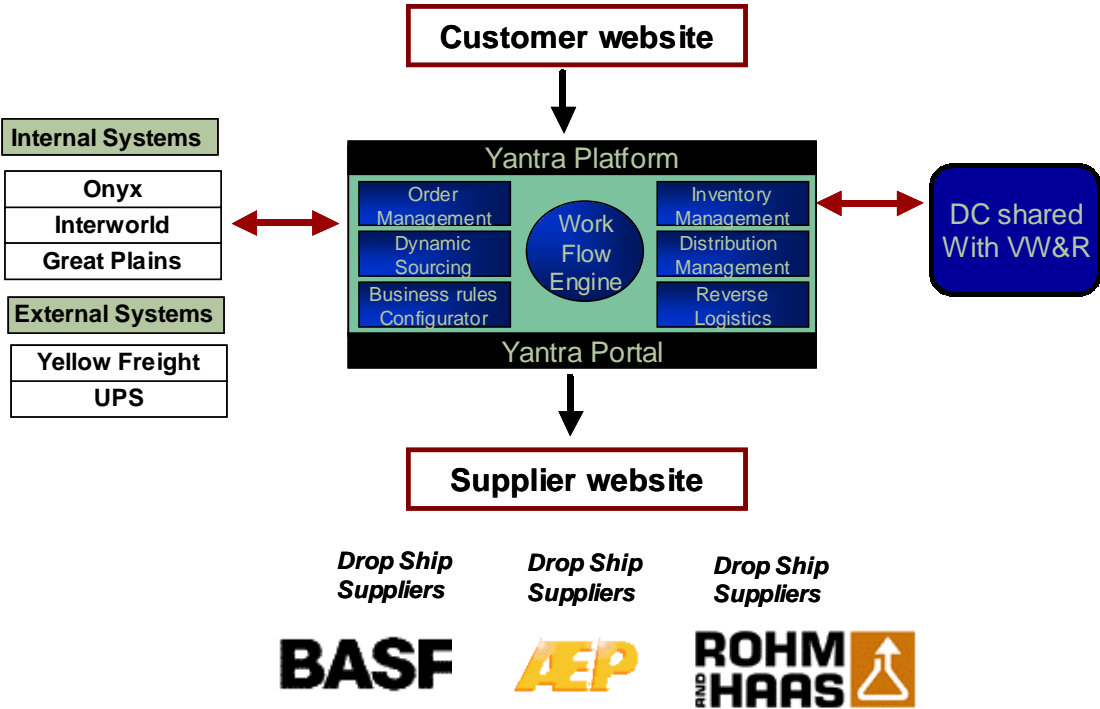 Customer website
Internal Systems
Onyx
Interworld
Great Plains
External Systems
Yellow Freight
UPS
Yantra Platform
Order
Management
Dynamic
Sourcing
Business rules
Configurator
Work
Flow
Engine
Inventory
Management
Distribution
Management
Reverse
Logistics
Yantra Portal
DC shared
With VW&R
Supplier website
Drop Ship
Suppliers
Drop Ship
Suppliers
Drop Ship
Suppliers
BASF
AEP
ROHM
AND HAAS